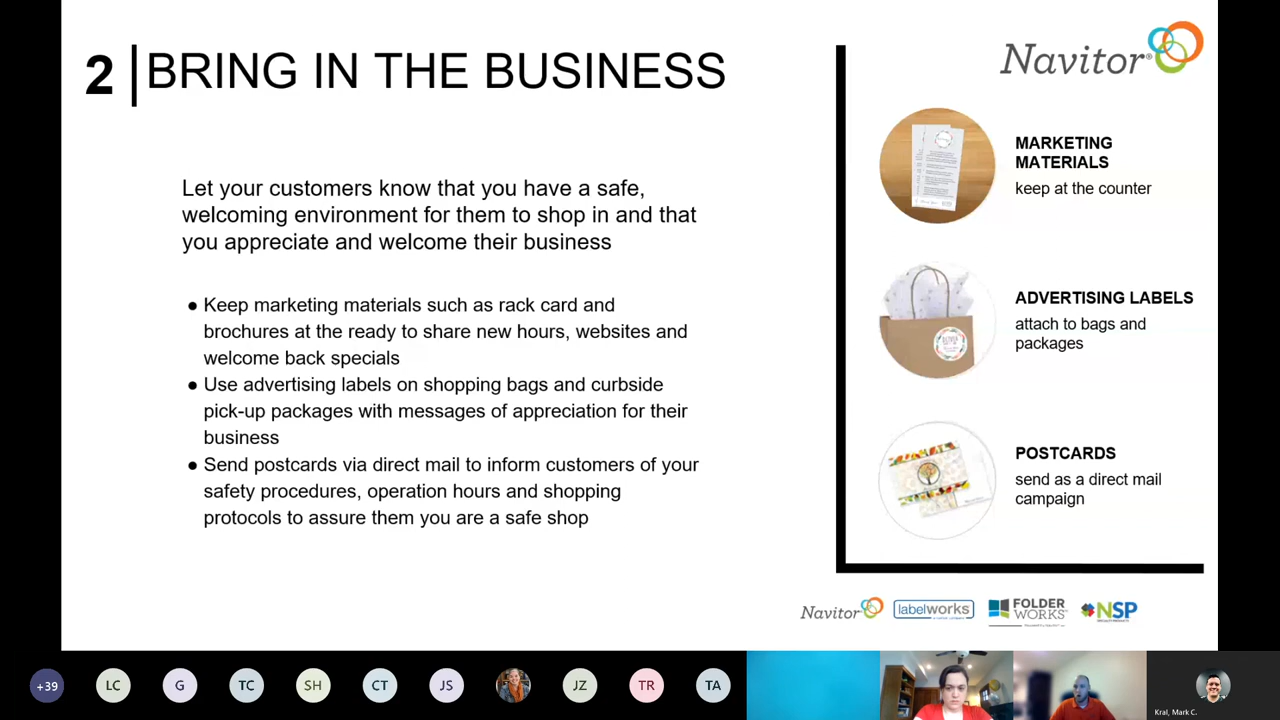 2 BRING IN THE BUSINESS
Navitor®
Let your customers know that you have a safe,
welcoming environment for them to shop in and that
you appreciate and welcome their business
● Keep marketing materials such as rack card and
brochures at the ready to share new hours, websites and
welcome back specials
● Use advertising labels on shopping bags and curbside
pick-up packages with messages of appreciation for their
business
● Send postcards via direct mail to inform customers of your
safety procedures, operation hours and shopping
protocols to assure them you are a safe shop
MARKETING
MATERIALS
keep at the counter
ADVERTISING LABELS
attach to bags and
packages
POSTCARDS
send as a direct mail
campaign
Navitor
labelworks
FOLDER
WORKS
NSP
+39
LC
G
TC
SH
CT
JS
JZ
TR
TA
Kral, Mark C.